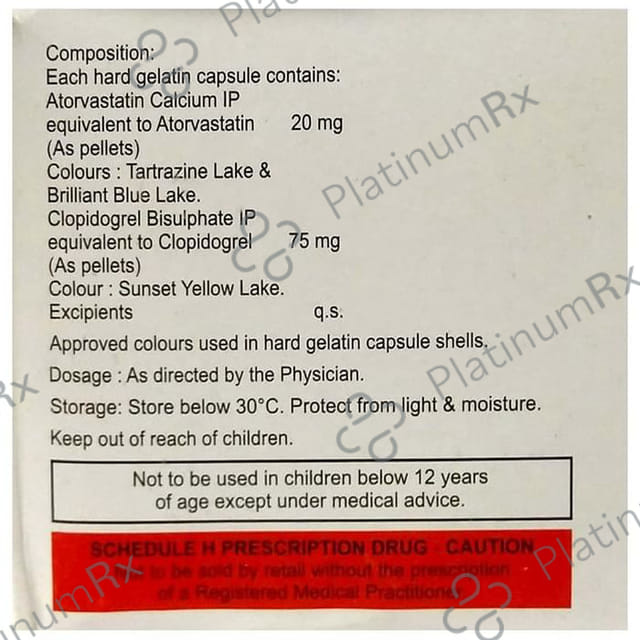 Composition:
Each hard gelatin capsule contains:
Atorvastatin Calcium IP
equivalent to Atorvastatin 20 mg
(As pellets)
Colours : Tartrazine Lake &
Brilliant Blue Lake.
Clopidogrel Bisulphate IP
equivalent to Clopidogrel 75 mg
(As pellets)
Colour : Sunset Yellow Lake.
Excipients q.s.
Approved colours used in hard gelatin capsule shells.
Dosage : As directed by the Physician.
Storage: Store below 30°C. Protect from light & moisture.
Keep out of reach of children.
Not to be used in children below 12 years
of age except under medical advice.
SCHEDULE H PRESCRIPTION DRUG - CAUTION
to be sold by retail without the prescription
of a Registered Medical Practitioner
PlatinumRx
PlatinumRx
PlatinumRx